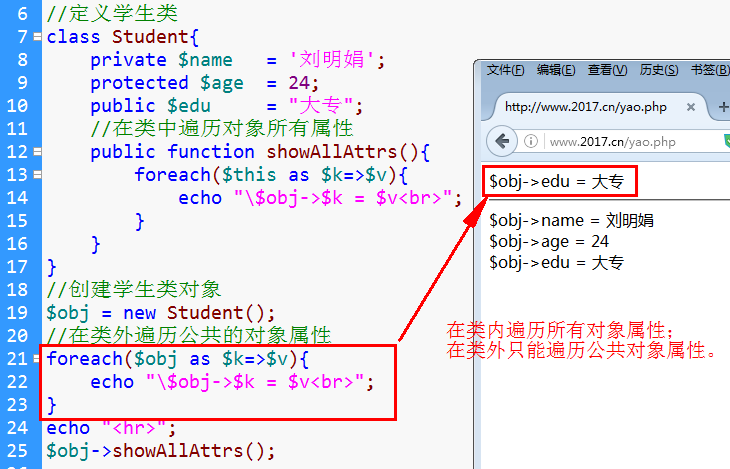 6 //定义学生类
7 class Student{
8 private $name = '刘明娟';
9 protected $age = 24;
10 public $edu = "大专";
11 //在类中遍历对象所有属性
12 public function showAllAttrs(){
13 foreach($this as $k=>$v){
14 echo "\$obj->$k = $v<br>";
15 }
16 }
17 }
18 //创建学生类对象
19 $obj = new Student();
20 //在类外遍历公共的对象属性
21 foreach($obj as $k=>$v){
22 echo "\$obj->$k = $v<br>";
23 }
24 echo "<hr>";
25 $obj->showAllAttrs();
文件(F) 编辑(E) 查看(V) 历史(S) 书签(B)
http://www.2017.cn/yao.php
www.2017.cn/yao.php
$obj->edu = 大专
$obj->name = 刘明娟
$obj->age = 24
$obj->edu = 大专
在类内遍历所有对象属性;
在类外只能遍历公共对象属性。